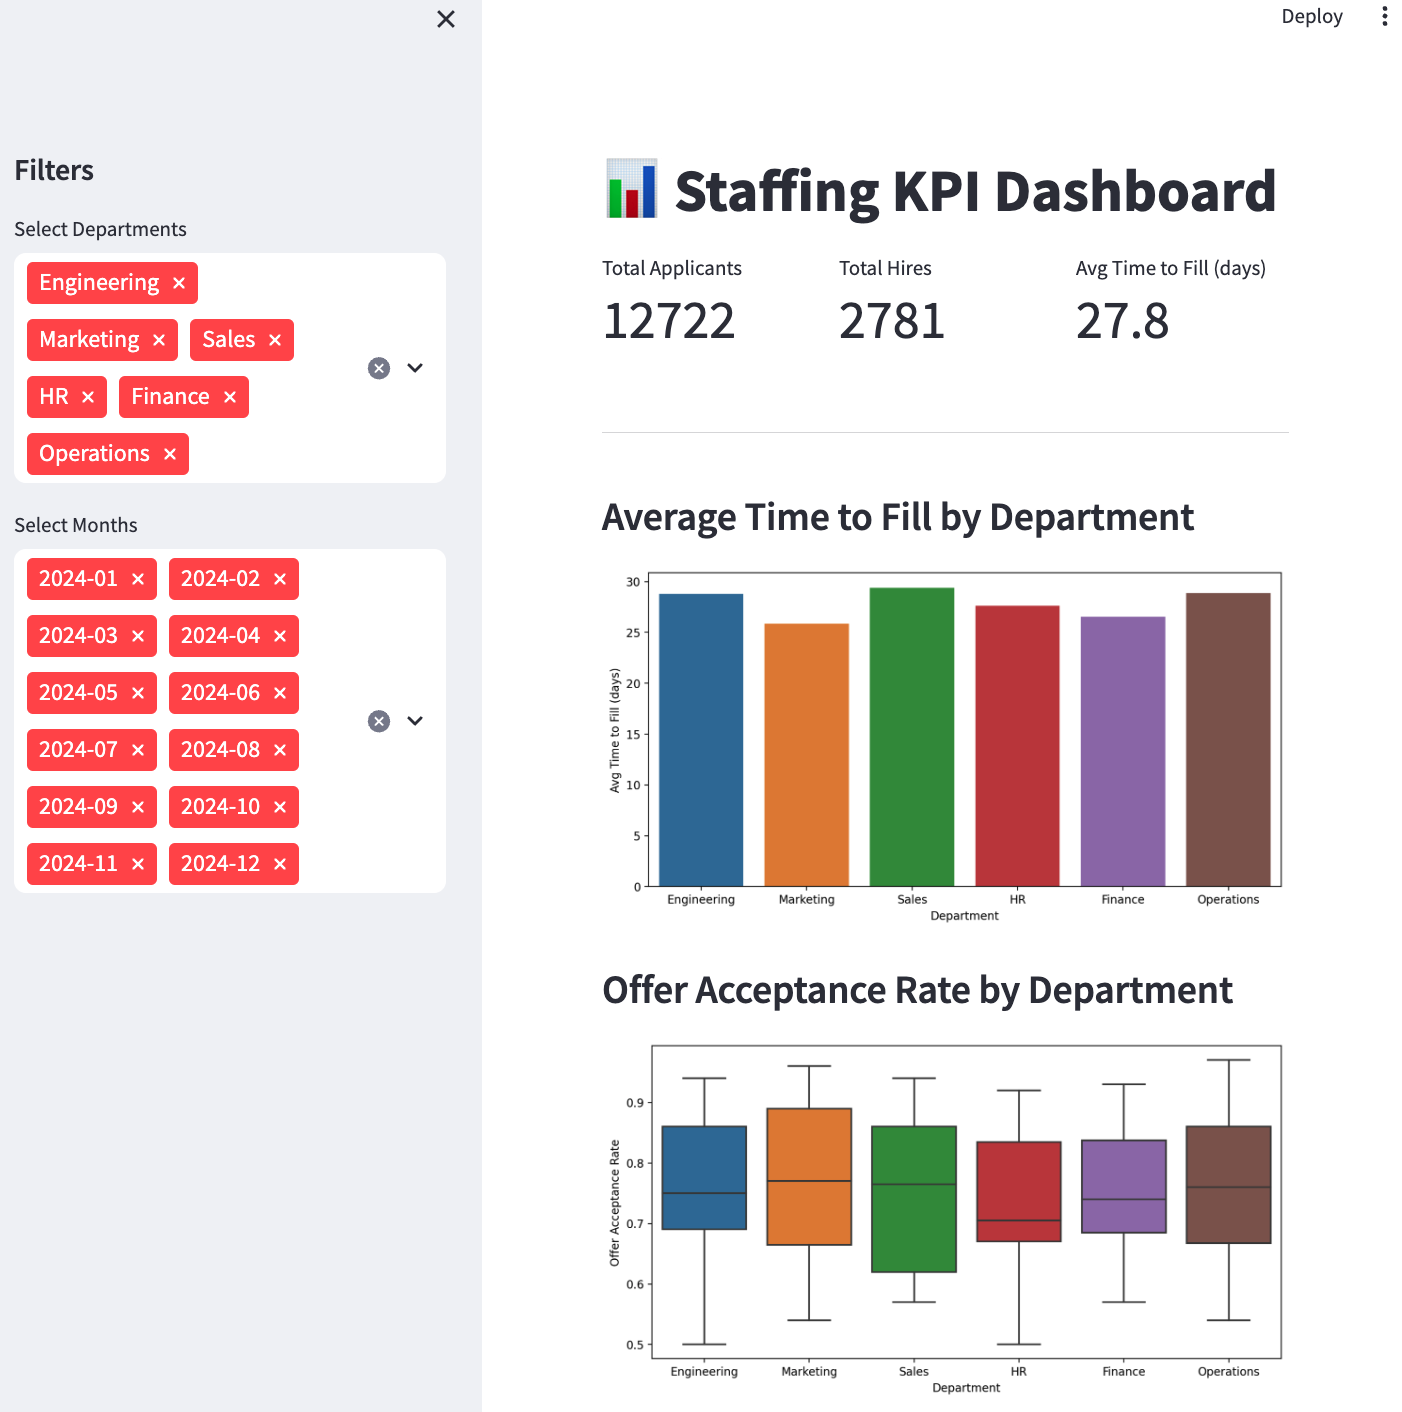 Deploy
Filters
Select Departments
Engineering
Marketing Sales
HR Finance
Operations
Select Months
2024-01 2024-02
2024-03 2024-04
2024-05 2024-06
2024-07 2024-08
2024-09 2024-10
2024-11 2024-12
Staffing KPI Dashboard
Total Applicants Total Hires Avg Time to Fill (days)
12722 2781 27.8
Average Time to Fill by Department
Avg Time to Fill (days)
30
25
20
15
10
5
0
Engineering Marketing Sales HR Finance Operations
Department
Offer Acceptance Rate by Department
Offer Acceptance Rate
0.9
0.8
0.7
0.6
0.5
Engineering Marketing Sales HR Finance Operations
Department